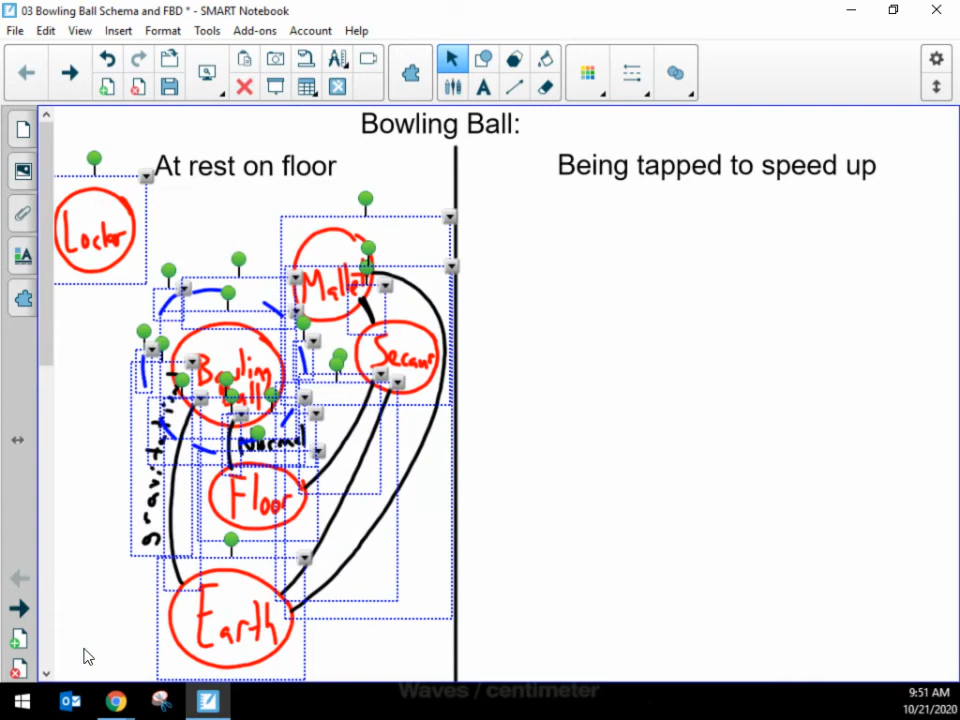 03 Bowling Ball Schema and FBD * - SMART Notebook
File Edit View Insert Format Tools Add-ons Account Help
Bowling Ball:
At rest on floor
Being tapped to speed up
Locker
Mallet
Bowling
Ball
gravitational
Normal
Floor
Earth
Waves / centimeter
9:51 AM
10/21/2020